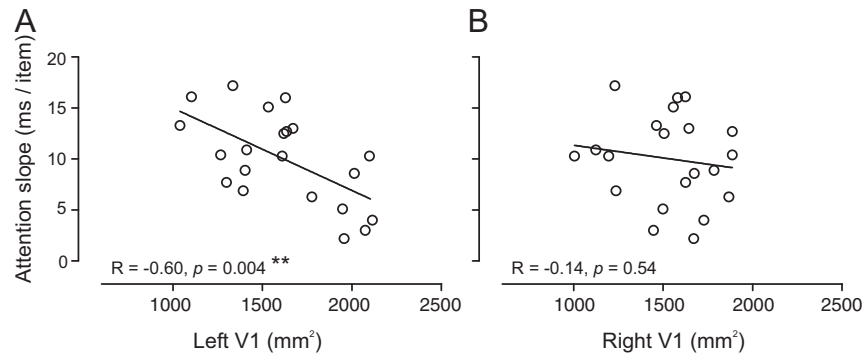 A
B
Attention slope (ms / item)
20
15
10
5
0
R = -0.60, p = 0.004 **
R = -0.14, p = 0.54
1000 1500 2000 2500
1000 1500 2000 2500
Left V1 (mm²)
Right V1 (mm²)